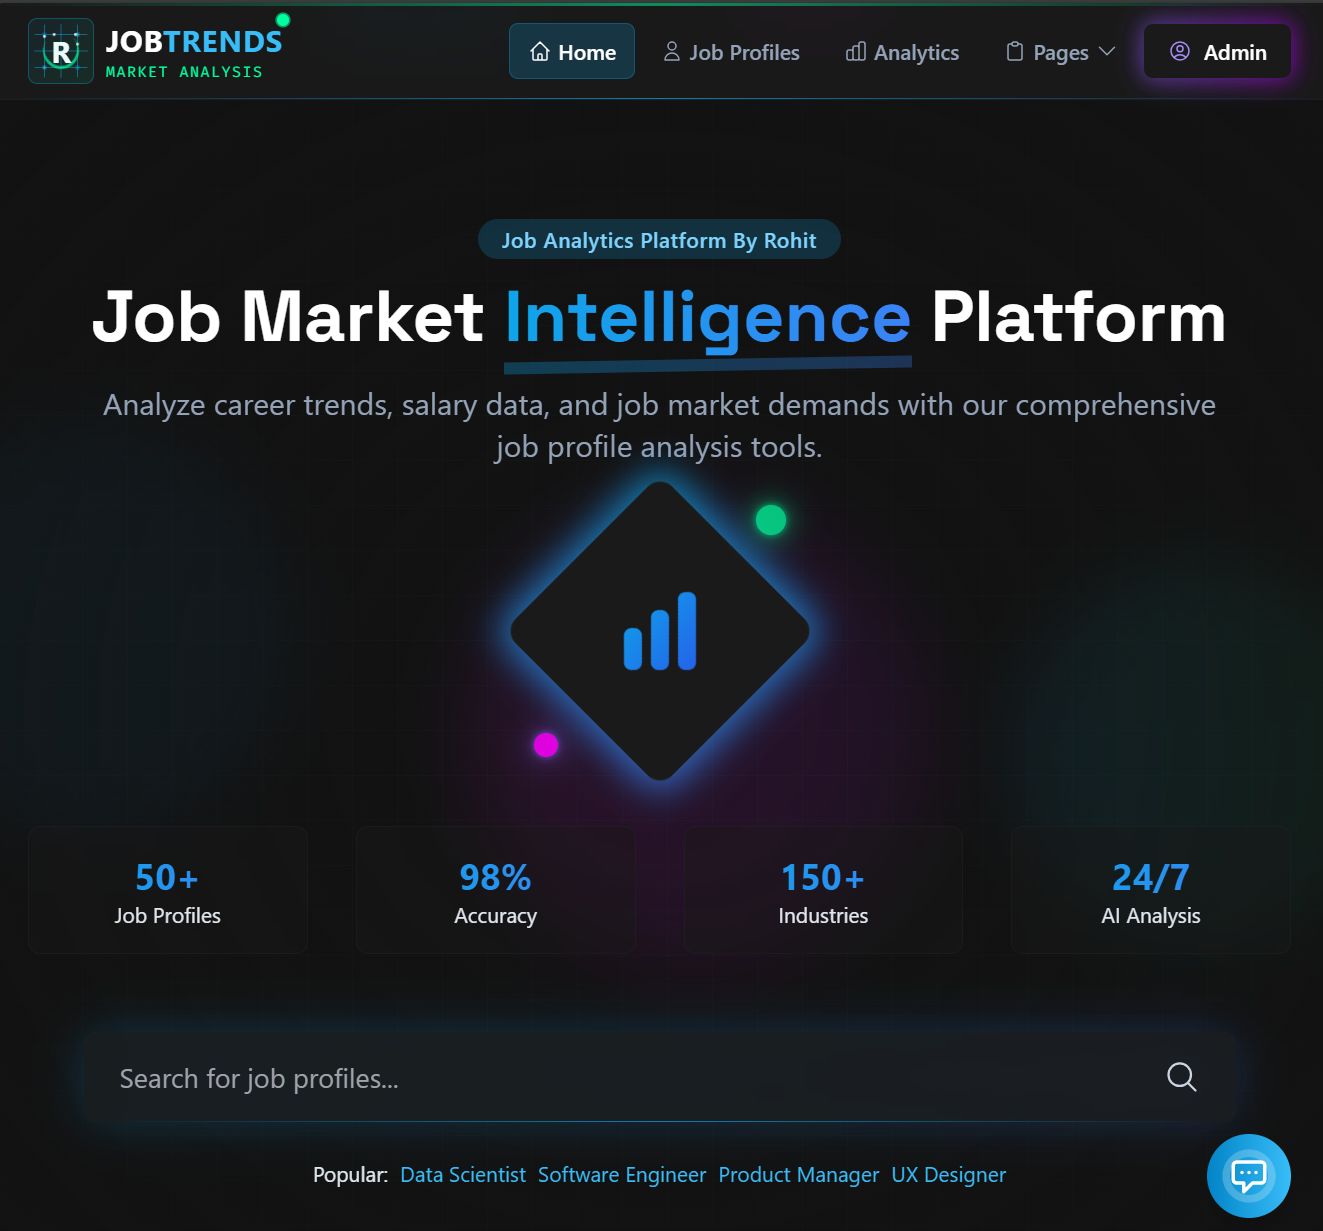 R
JOBTRENDS
MARKET ANALYSIS
Home
Job Profiles
Analytics
Pages
Admin
Job Analytics Platform By Rohit
Job Market Intelligence Platform
Analyze career trends, salary data, and job market demands with our comprehensive
job profile analysis tools.
50+
Job Profiles
98%
Accuracy
150+
Industries
24/7
AI Analysis
Search for job profiles...
Popular: Data Scientist Software Engineer Product Manager UX Designer